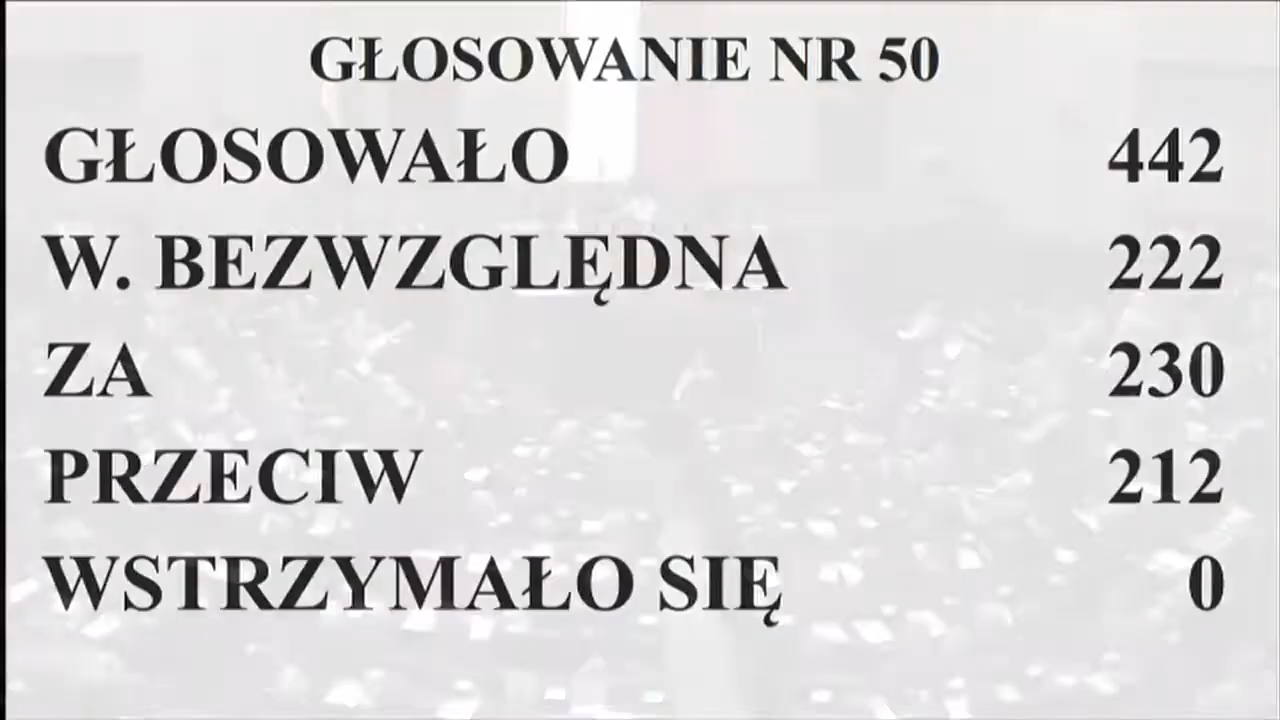 GŁOSOWANIE NR 50
GŁOSOWAŁO 442
W. BEZWZGLĘDNA 222
ZA 230
PRZECIW 212
WSTRZYMAŁO SIĘ 0